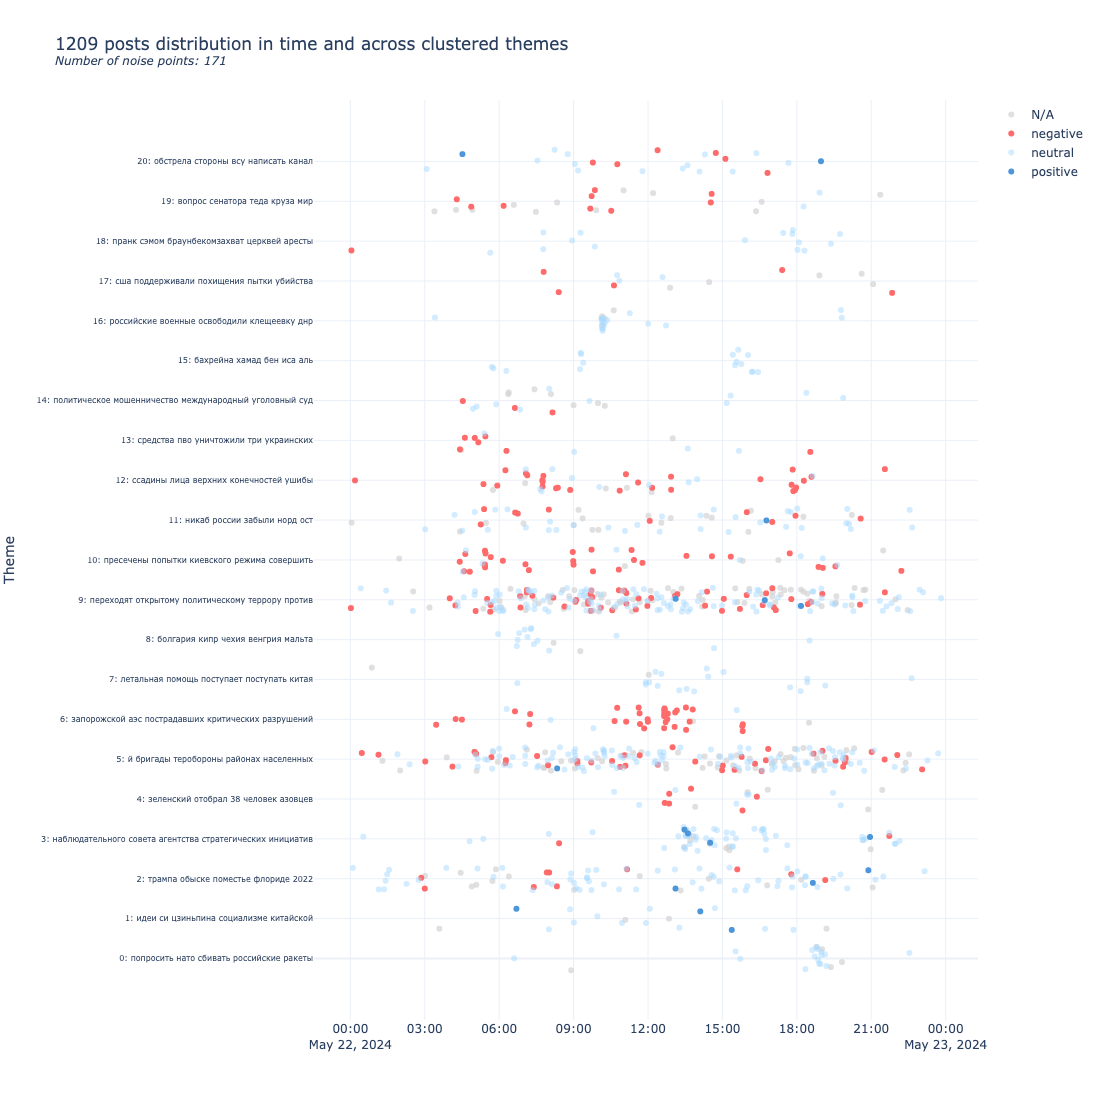 1209 posts distribution in time and across clustered themes
Number of noise points: 171
N/A
negative
neutral
positive
Theme
20: обстрела стороны всу написать канал
19: вопрос сенатора теда круза мир
18: пранк сэмом браунбекомзахват церквей аресты
17: сша поддерживали похищения пытки убийства
16: российские военные освободили клещеевку днр
15: бахрейна хамад бен иса аль
14: политическое мошенничество международный уголовный суд
13: средства пво уничтожили три украинских
12: ссадины лица верхних конечностей ушибы
11: никаб россии забыли норд ост
10: пресечены попытки киевского режима совершить
9: переходят открытому политическому террору против
8: болгария кипр чехия венгрия мальта
7: летальная помощь поступает поступать китая
6: запорожской аэс пострадавших критических разрушений
5: й бригады теробороны районах населенных
4: зеленский отобрал 38 человек азовцев
3: наблюдательного совета агентства стратегических инициатив
2: трампа обыске поместье флориде 2022
1: идеи си цзиньпина социализме китайской
0: попросить нато сбивать российские ракеты
00:00 03:00 06:00 09:00 12:00 15:00 18:00 21:00 00:00
May 22, 2024 May 23, 2024